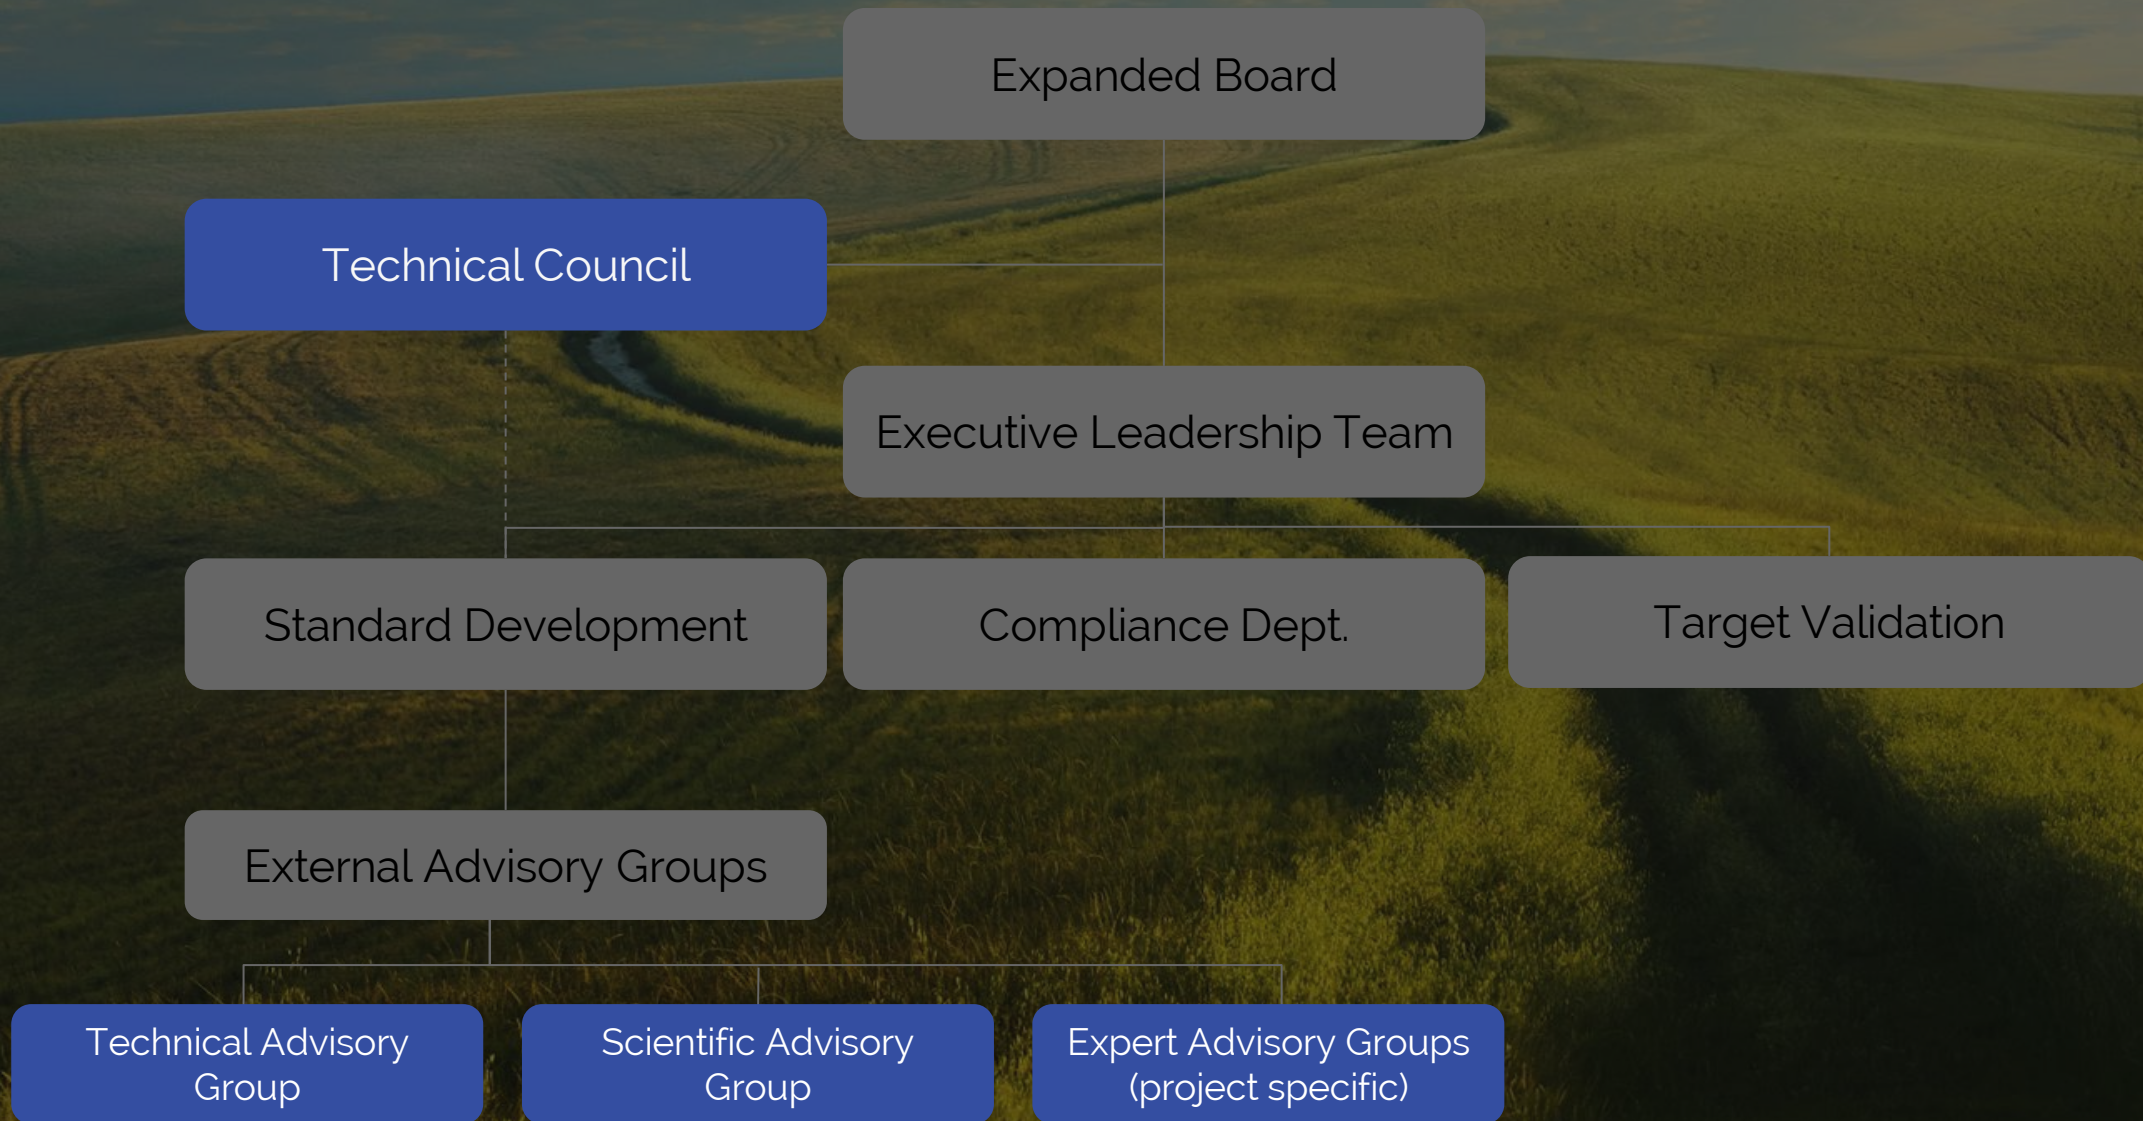 Expanded Board
Technical Council
Executive Leadership Team
Standard Development
Compliance Dept.
Target Validation
External Advisory Groups
Technical Advisory
Group
Scientific Advisory
Group
Expert Advisory Groups
(project specific)